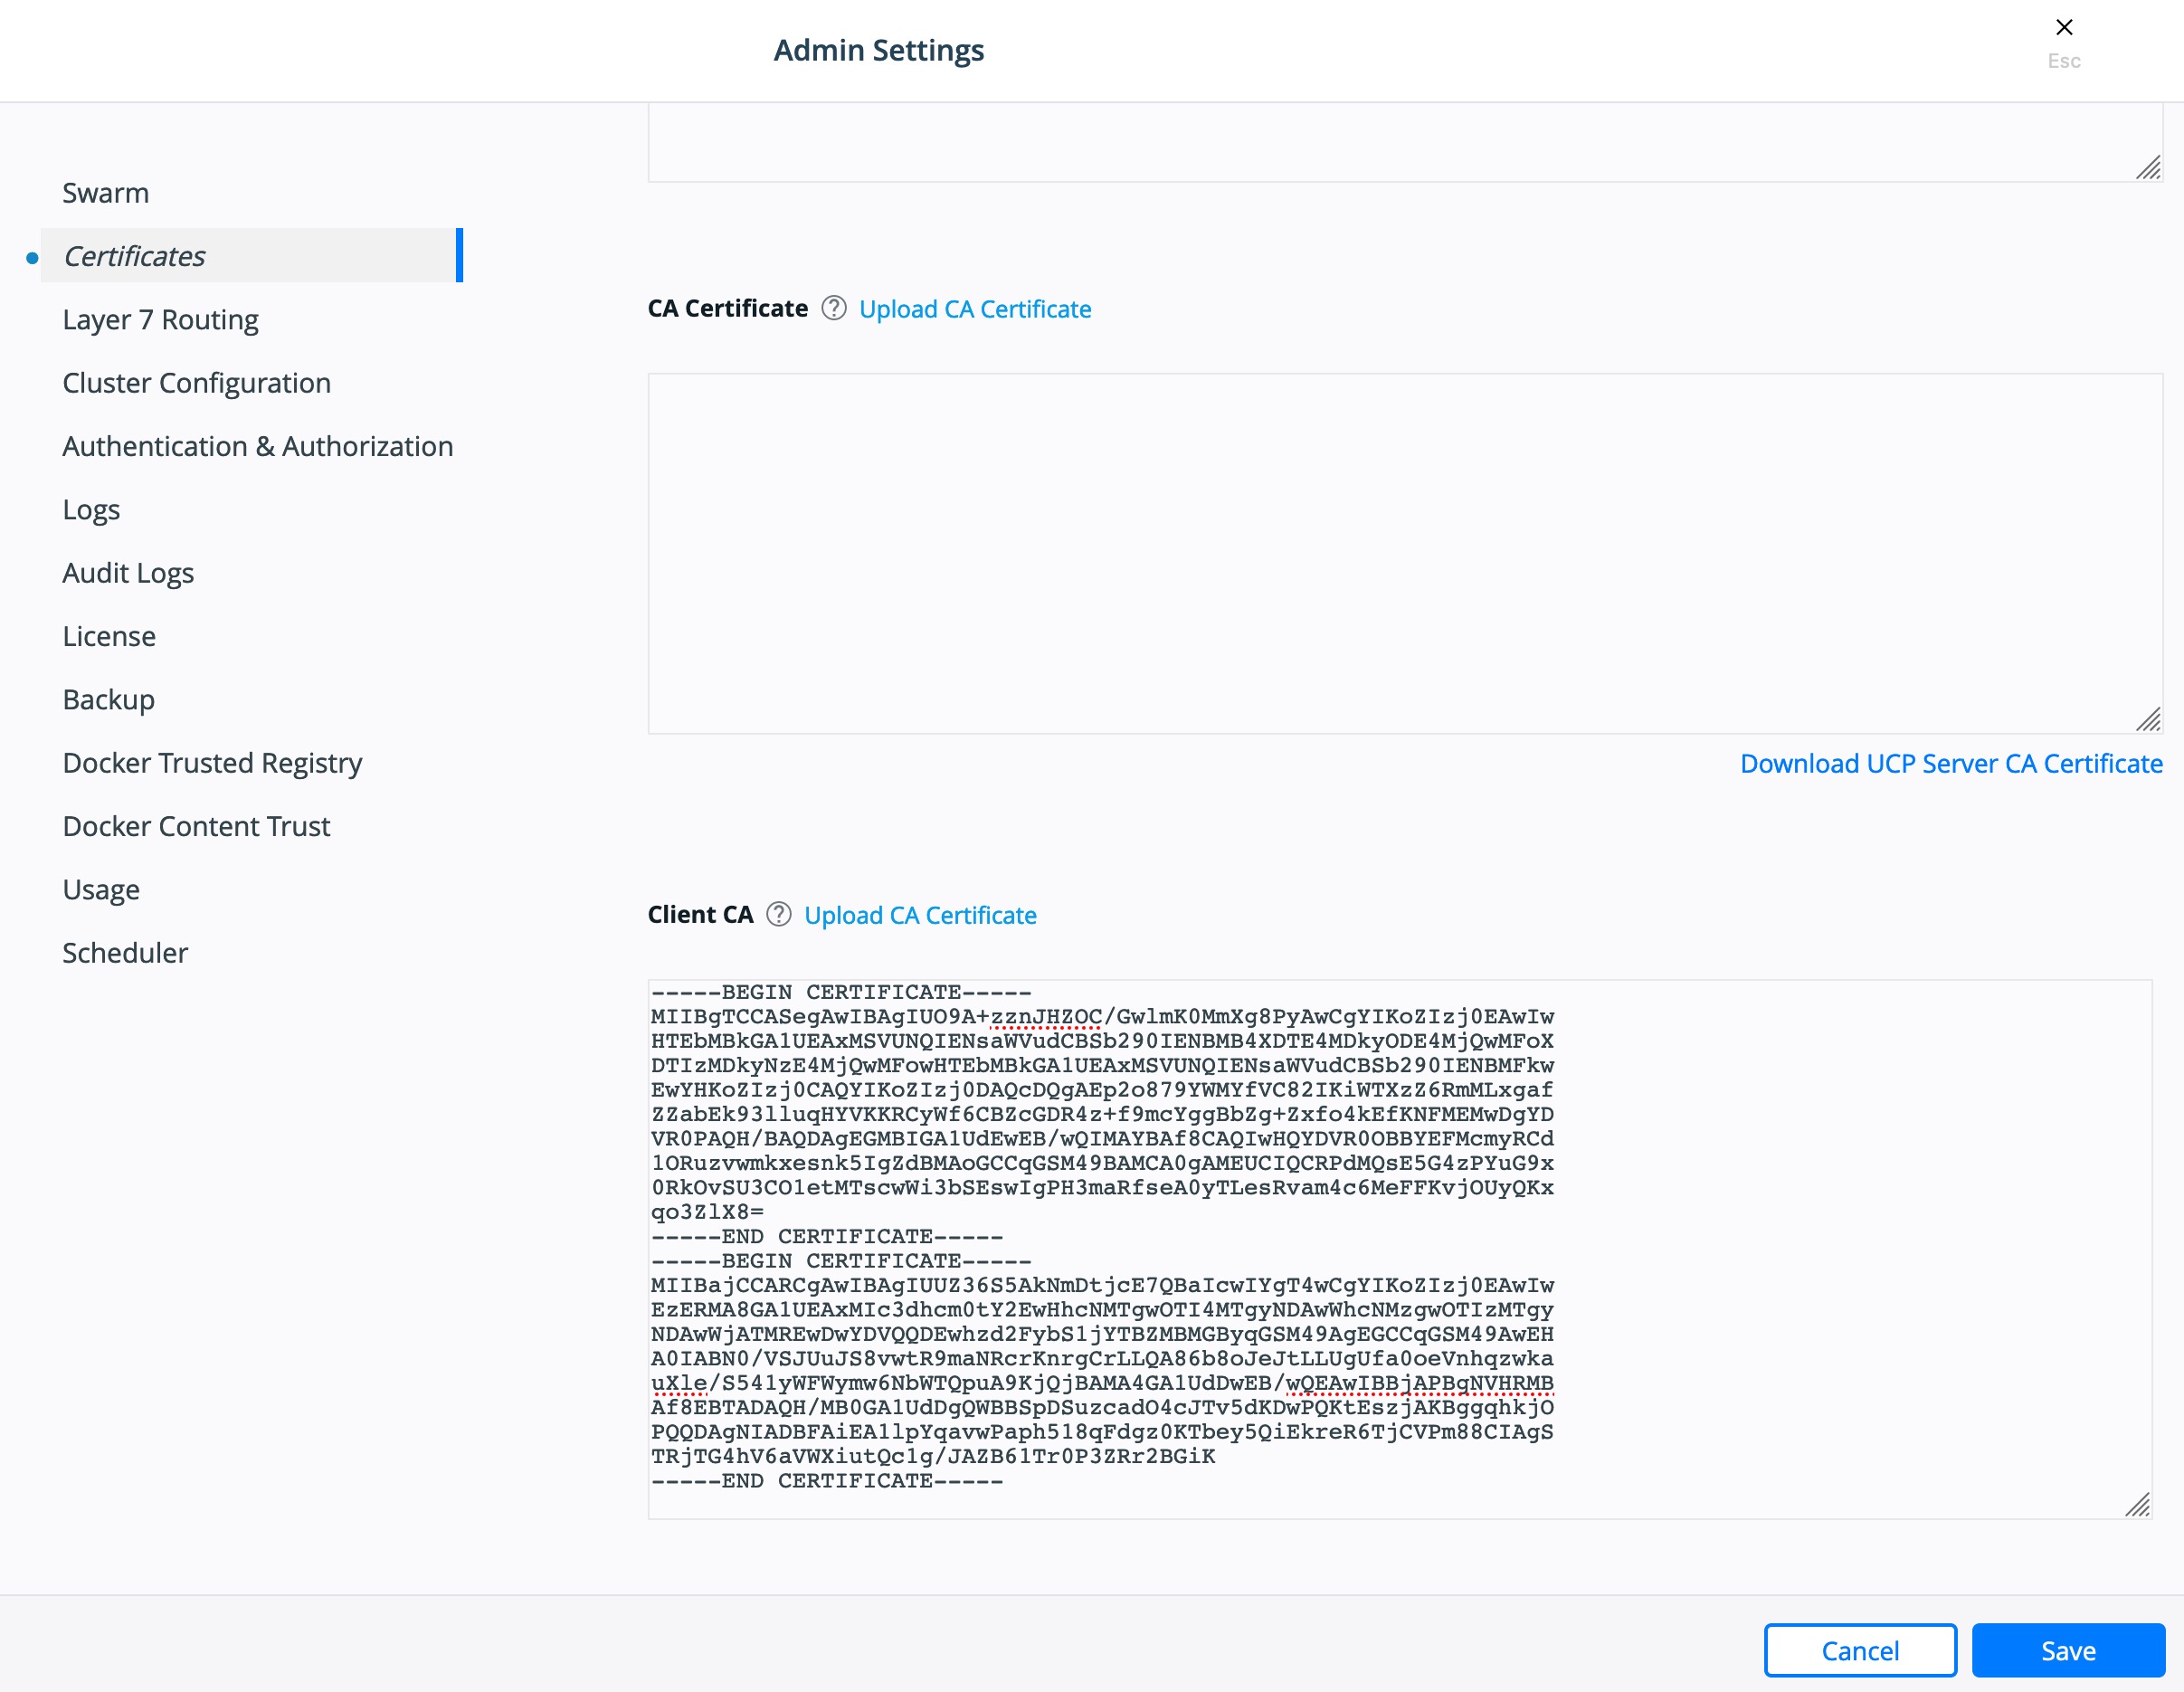 Admin Settings
Esc
Swarm
Certificates
Layer 7 Routing
Cluster Configuration
Authentication & Authorization
Logs
Audit Logs
License
Backup
Docker Trusted Registry
Docker Content Trust
Usage
Scheduler
CA Certificate ? Upload CA Certificate
Download UCP Server CA Certificate
Client CA ? Upload CA Certificate
-----BEGIN CERTIFICATE-----
MIIBgTCCASegAwIBAgIUO9A+zznJHZOC/GwlmK0MmXg8PyAwCgYIKoZIzj0EAwIw
HTEbMBkGA1UEAxMSVUNQIENsaWVudCBSb290IENBMB4XDTE4MDkyODE4MjQwMFoX
DTIzMDkyNzE4MjQwMFowHTEbMBkGA1UEAxMSVUNQIENsaWVudCBSb290IENBMFkw
EwYHKoZIzj0CAQYIKoZIzj0DAQcDQgAEp2o879YWMYfVC82IKiWTXzZ6RmMLxgaf
ZZabEk93lluqHYVKKRCyWf6CBZcGDR4z+f9mcYggBbZg+Zxfo4kEfKNFMEMwDgYD
VR0PAQH/BAQDAgEGMBIGA1UdEwEB/wQIMAYBAf8CAQIwHQYDVR0OBBYEFMcmyRCd
1ORuzvwmkxesnk5IgZdBMAoGCCqGSM49BAMCA0gAMEUCIQCRPdMQsE5G4zPYuG9x
0RkOvSU3CO1etMTscwWi3bSEswIgPH3maRfseA0yTLesRvam4c6MeFFKvjOUyQKx
qo3ZlX8=
-----END CERTIFICATE-----
-----BEGIN CERTIFICATE-----
MIIBajCCARCgAwIBAgIUUZ36S5AkNmDtjcE7QBaIcwIYgT4wCgYIKoZIzj0EAwIw
EzERMA8GA1UEAxMIc3dhcm0tY2EwHhcNMTgwOTI4MTgyNDAwWhcNMzgwOTIzMTgy
NDAwWjATMREwDwYDVQQDEwhzd2FybS1jYTBZMBMGByqGSM49AgEGCCqGSM49AwEH
A0IABN0/VSJUuJS8vwtR9maNRcrKnrgCrLLQA86b8oJeJtLLUgUfa0oeVnhqzwka
uXle/S541yWFWymw6NbWTQpuA9KjQjBAMA4GA1UdDwEB/wQEAwIBBjAPBgNVHRMB
Af8EBTADAQH/MB0GA1UdDgQWBBSpDSuzcadO4cJTv5dKDwPQKtEszjAKBggqhkjO
PQQDAgNIADBFAiEA1lpYqavwPaph518qFdgz0KTbey5QiEkreR6TjCVPm88CIAgS
TRjTG4hV6aVWXiutQc1g/JAZB61Tr0P3ZRr2BGiK
-----END CERTIFICATE-----
Cancel
Save